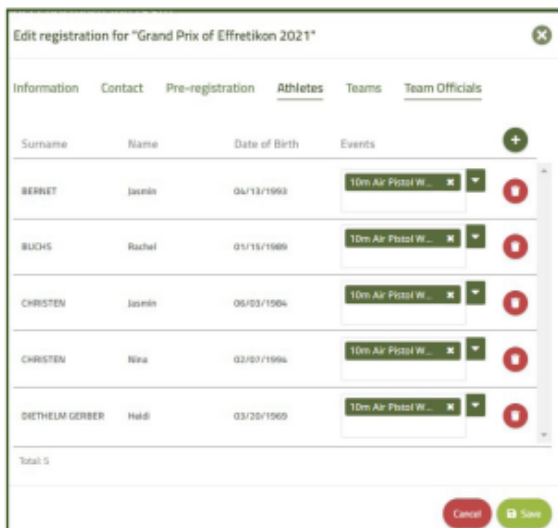 Edit registration for "Grand Prix of Effretikon 2021"
Information Contact Pre-registration Athletes Teams Team Officials
Surname Name Date of Birth Events
BERNET Jasmin 04/13/1993 10m Air Pistol W...
BUCHS Rachel 01/15/1989 10m Air Pistol W...
CHRISTEN Jasmin 06/03/1984 10m Air Pistol W...
CHRISTEN Nina 02/07/1994 10m Air Pistol W...
DIETHELM GERBER Heidi 03/20/1969 10m Air Pistol W...
Total: 5
Cancel Save